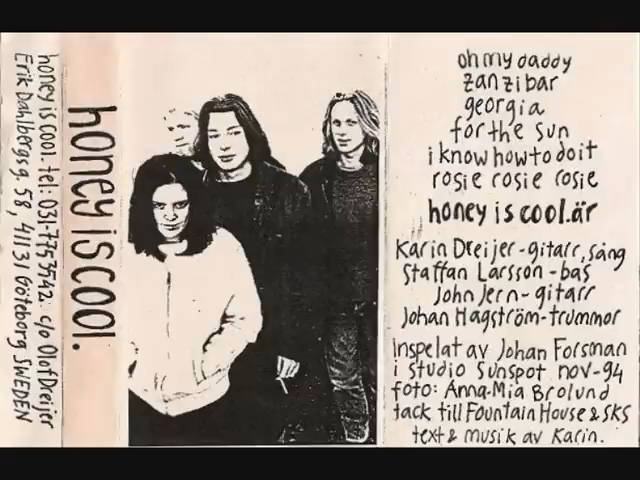 honey is cool. tel: 031-7753542. c/o Olof Dreijer
Erik Dahlbergsg. 58, 411 31 Göteborg SWEDEN
honey is cool.
oh my daddy
zanzibar
georgia
for the sun
i know how to do it
rosie rosie rosie
honey is cool.är
Karin Dreijer-gitarr, sång
Staffan Larsson-bas
John Jern-gitarr
Johan Hagström-trummor
Inspelat av Johan Forsman
i studio Sunspot nov-94
foto: Anna-Mia Brolund
tack till Fountain House & SKS
text & musik av Karin.